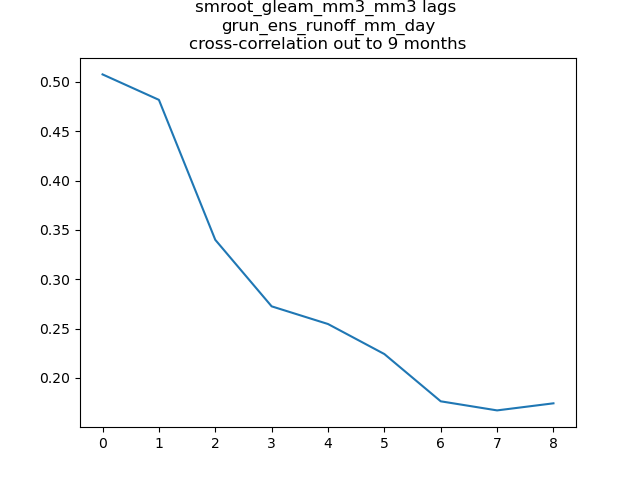 smroot_gleam_mm3_mm3 lags
grun_ens_runoff_mm_day
cross-correlation out to 9 months
0.50
0.45
0.40
0.35
0.30
0.25
0.20
0 1 2 3 4 5 6 7 8